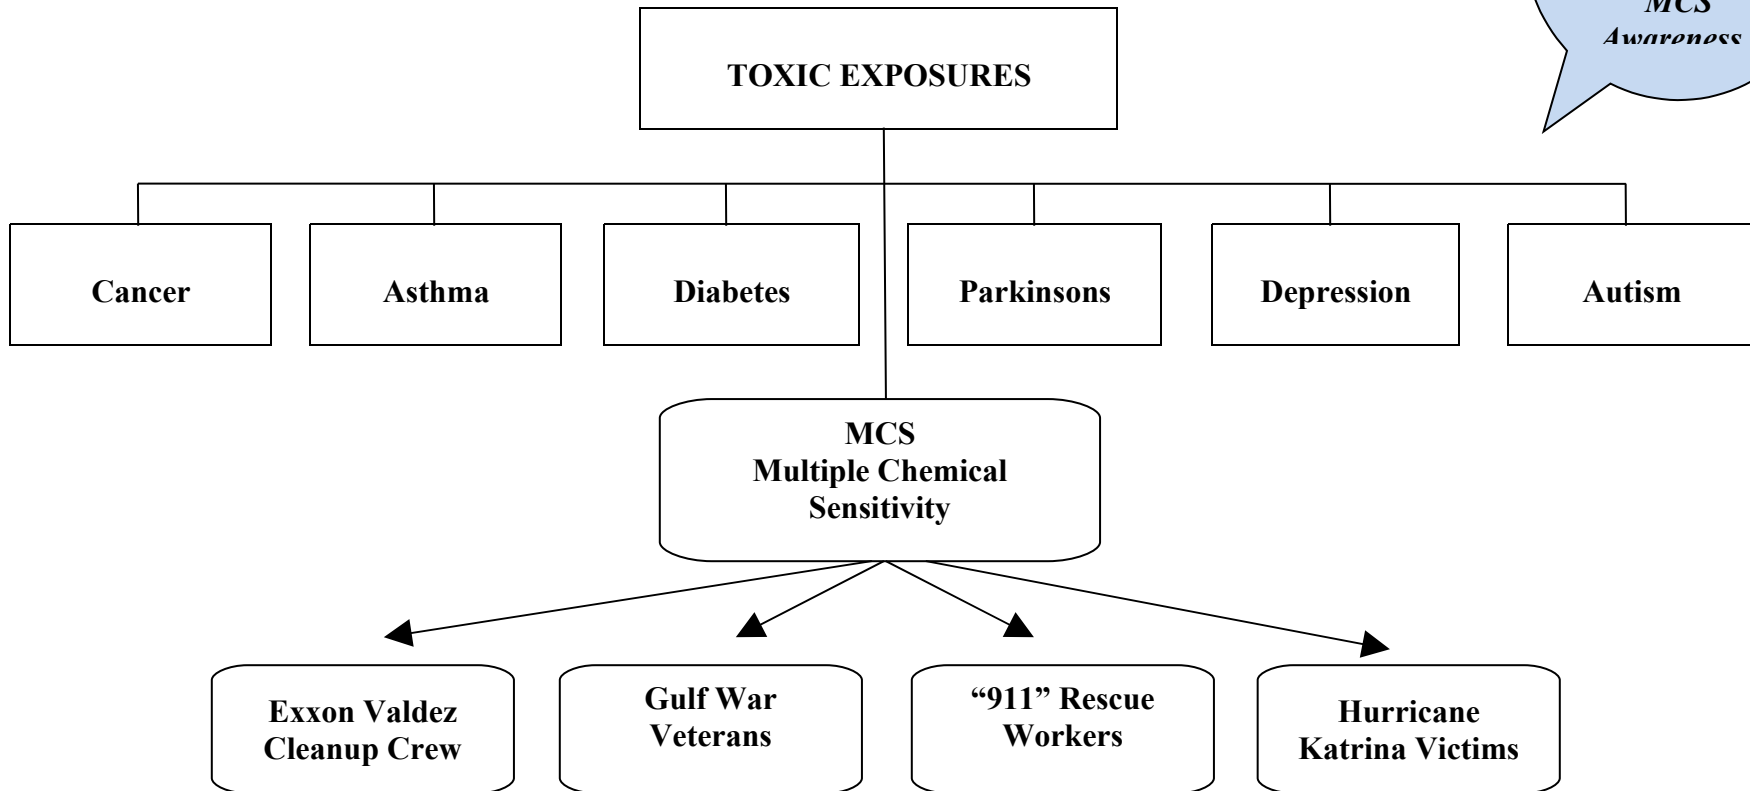 MCS
Awareness
TOXIC EXPOSURES
Cancer
Asthma
Diabetes
Parkinsons
Depression
Autism
MCS
Multiple Chemical
Sensitivity
Exxon Valdez
Cleanup Crew
Gulf War
Veterans
“911” Rescue
Workers
Hurricane
Katrina Victims